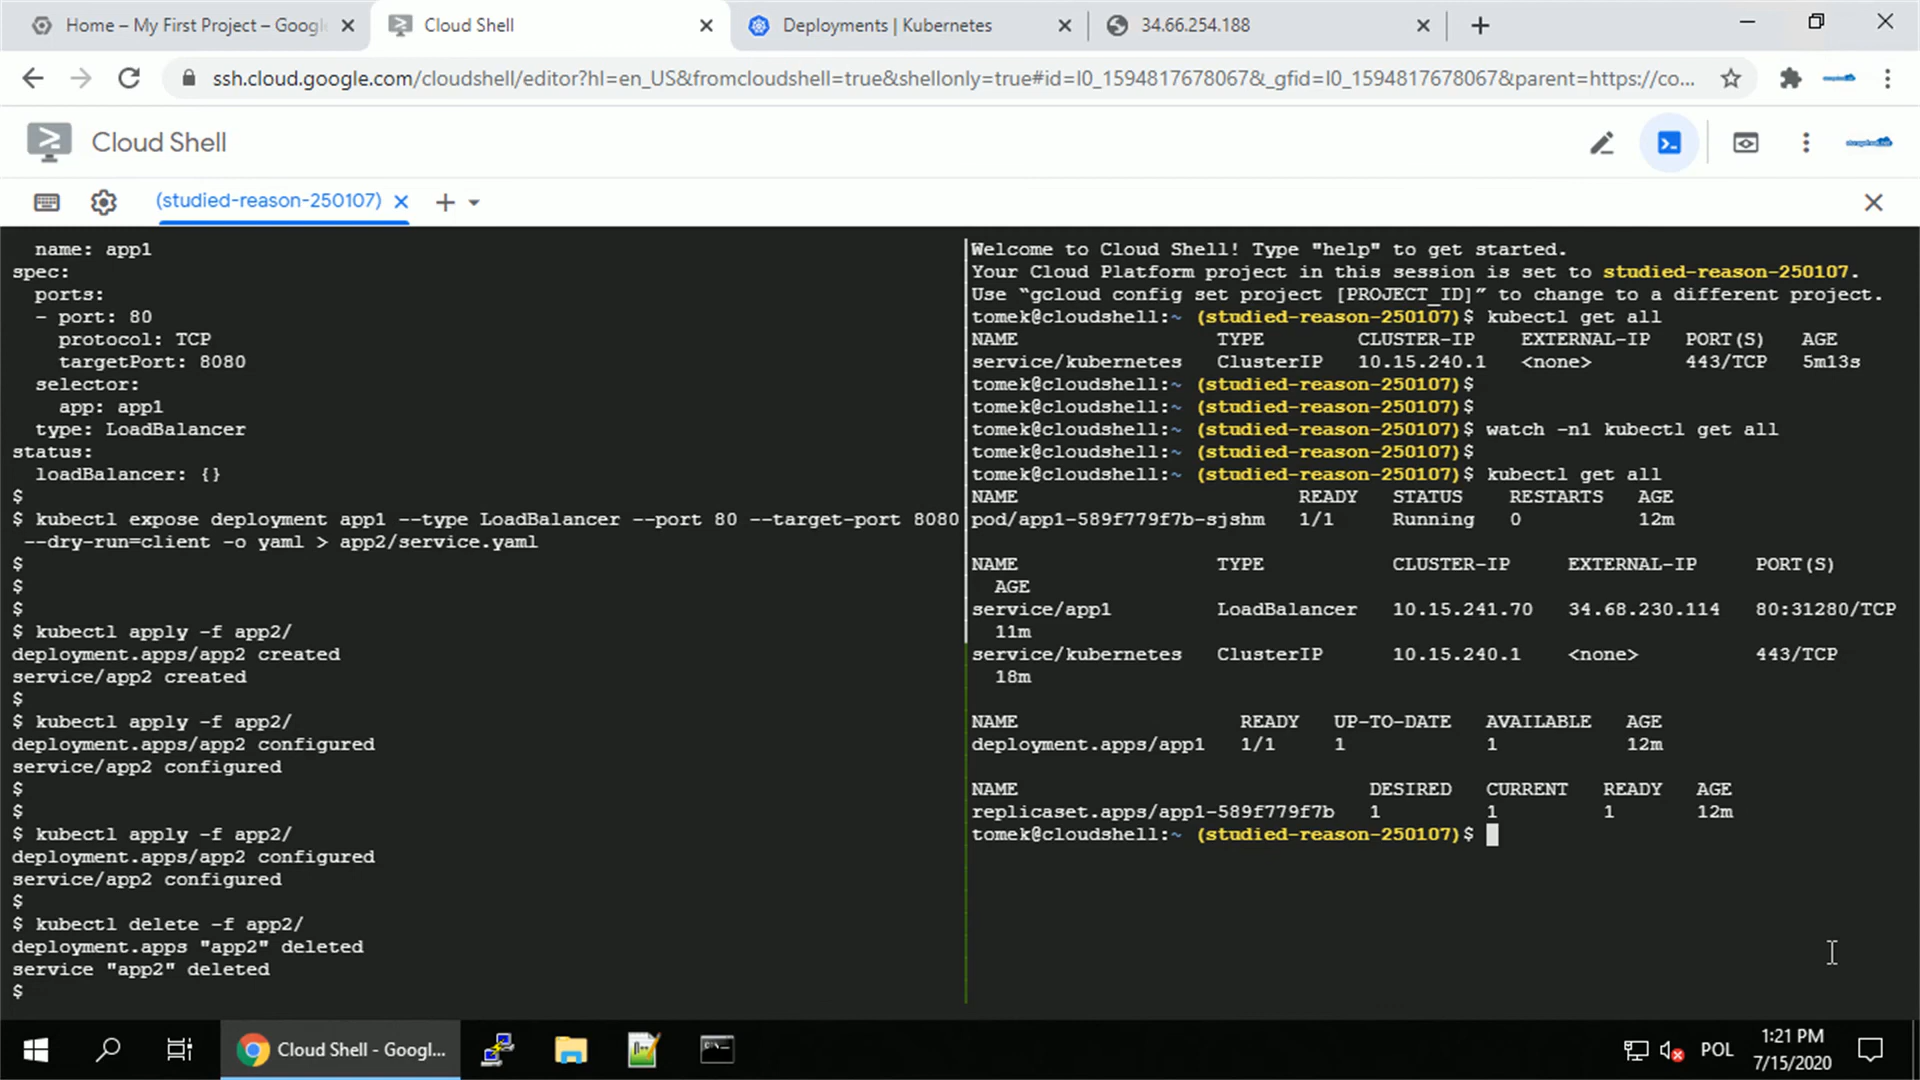 Home – My First Project – Google
Cloud Shell
Deployments | Kubernetes
34.66.254.188
ssh.cloud.google.com/cloudshell/editor?hl=en_US&fromcloudshell=true&shellonly=true#id=I0_1594817678067&_gfid=I0_1594817678067&parent=https://co...
Cloud Shell
(studied-reason-250107)
name: app1
spec:
ports:
- port: 80
protocol: TCP
targetPort: 8080
selector:
app: app1
type: LoadBalancer
status:
loadBalancer: {}
$
$ kubectl expose deployment app1 --type LoadBalancer --port 80 --target-port 8080
--dry-run=client -o yaml > app2/service.yaml
$
$
$
$ kubectl apply -f app2/
deployment.apps/app2 created
service/app2 created
$
$ kubectl apply -f app2/
deployment.apps/app2 configured
service/app2 configured
$
$
$ kubectl apply -f app2/
deployment.apps/app2 configured
service/app2 configured
$
$ kubectl delete -f app2/
deployment.apps "app2" deleted
service "app2" deleted
$
Welcome to Cloud Shell! Type "help" to get started.
Your Cloud Platform project in this session is set to studied-reason-250107.
Use “gcloud config set project [PROJECT_ID]” to change to a different project.
tomek@cloudshell:~ (studied-reason-250107)$ kubectl get all
NAME TYPE CLUSTER-IP EXTERNAL-IP PORT(S) AGE
service/kubernetes ClusterIP 10.15.240.1 <none> 443/TCP 5m13s
tomek@cloudshell:~ (studied-reason-250107)$
tomek@cloudshell:~ (studied-reason-250107)$
tomek@cloudshell:~ (studied-reason-250107)$ watch -n1 kubectl get all
tomek@cloudshell:~ (studied-reason-250107)$
tomek@cloudshell:~ (studied-reason-250107)$ kubectl get all
NAME READY STATUS RESTARTS AGE
pod/app1-589f779f7b-sjshm 1/1 Running 0 12m
NAME TYPE CLUSTER-IP EXTERNAL-IP PORT(S)
AGE
service/app1 LoadBalancer 10.15.241.70 34.68.230.114 80:31280/TCP
11m
service/kubernetes ClusterIP 10.15.240.1 <none> 443/TCP
18m
NAME READY UP-TO-DATE AVAILABLE AGE
deployment.apps/app1 1/1 1 1 12m
NAME DESIRED CURRENT READY AGE
replicaset.apps/app1-589f779f7b 1 1 1 12m
tomek@cloudshell:~ (studied-reason-250107)$
Cloud Shell - Googl...
POL
1:21 PM
7/15/2020